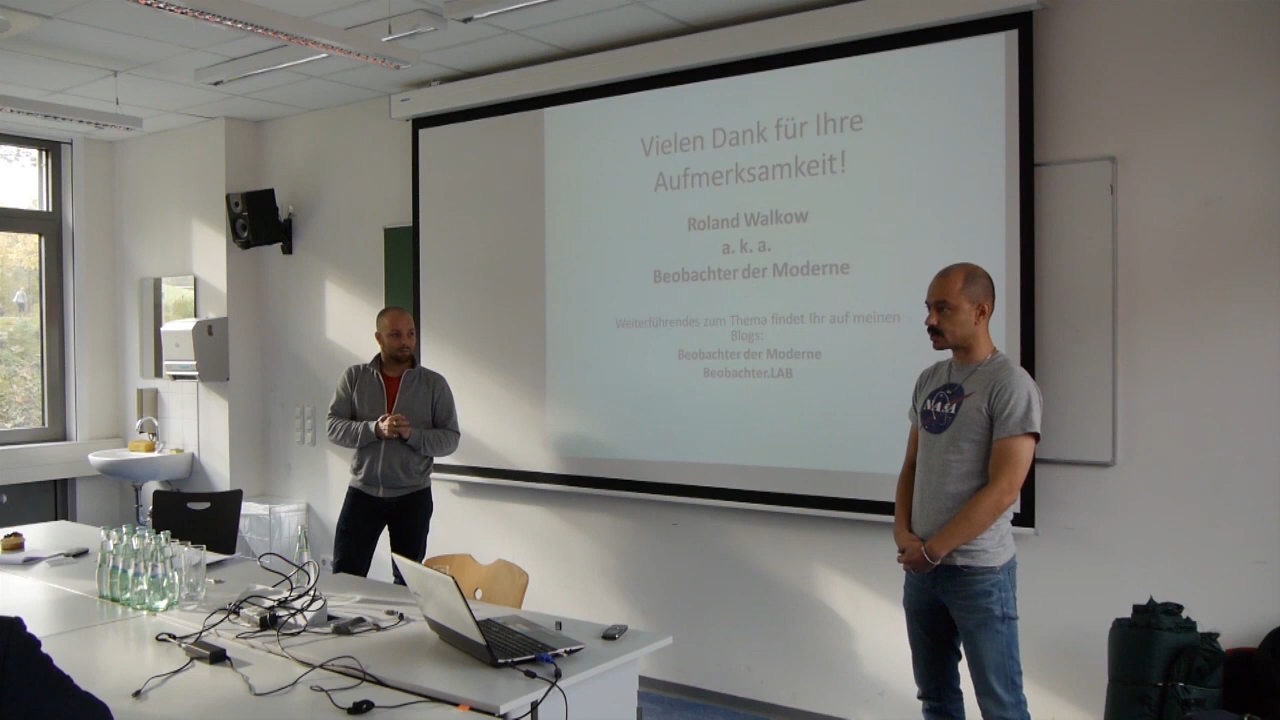 Vielen Dank für Ihre
Aufmerksamkeit!
Roland Walkow
a. k. a.
Beobachter der Moderne
Weiterführendes zum Thema findet Ihr auf meinen
Blogs:
Beobachter der Moderne
Beobachter.LAB
NASA